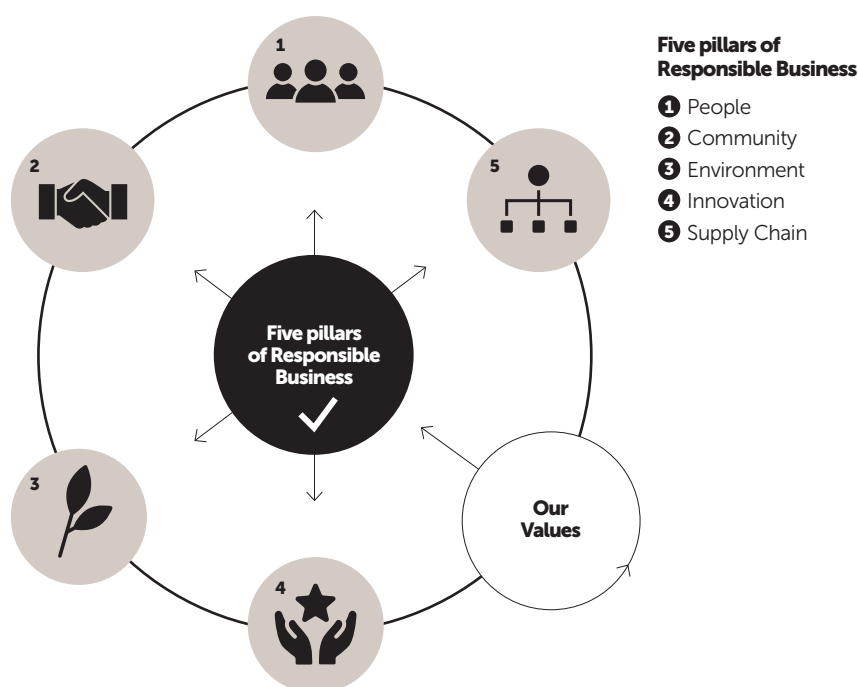 Five pillars of
Responsible Business
1 People
2 Community
3 Environment
4 Innovation
5 Supply Chain
1
2
5
Five pillars
of Responsible
Business
3
Our
Values
4